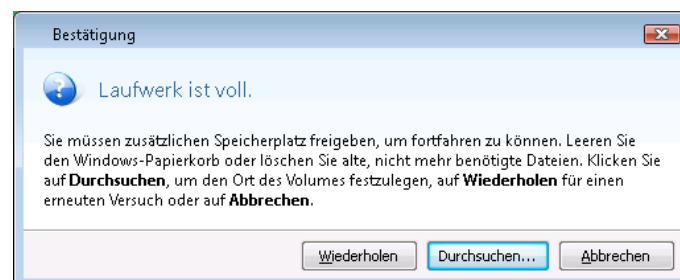 Bestätigung
Laufwerk ist voll.
Sie müssen zusätzlichen Speicherplatz freigeben, um fortfahren zu können. Leeren Sie
den Windows-Papierkorb oder löschen Sie alte, nicht mehr benötigte Dateien. Klicken Sie
auf Durchsuchen, um den Ort des Volumes festzulegen, auf Wiederholen für einen
erneuten Versuch oder auf Abbrechen.
Wiederholen Durchsuchen... Abbrechen